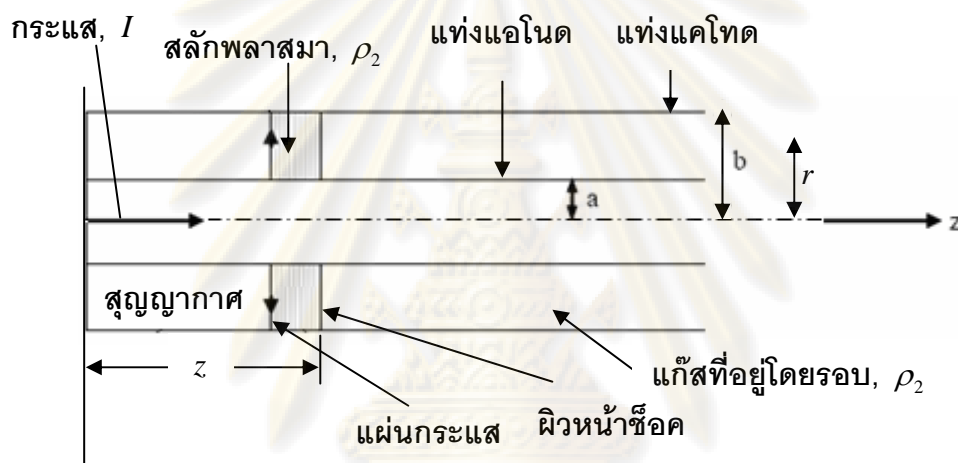 กระแส, I
สลักพลาสมา, ρ₂
แท่งแอโนด
แท่งแคโทด
b
r
a
z
สุญญากาศ
z
แก๊สที่อยู่โดยรอบ, ρ₂
แผ่นกระแส
ผิวหน้าช็อค